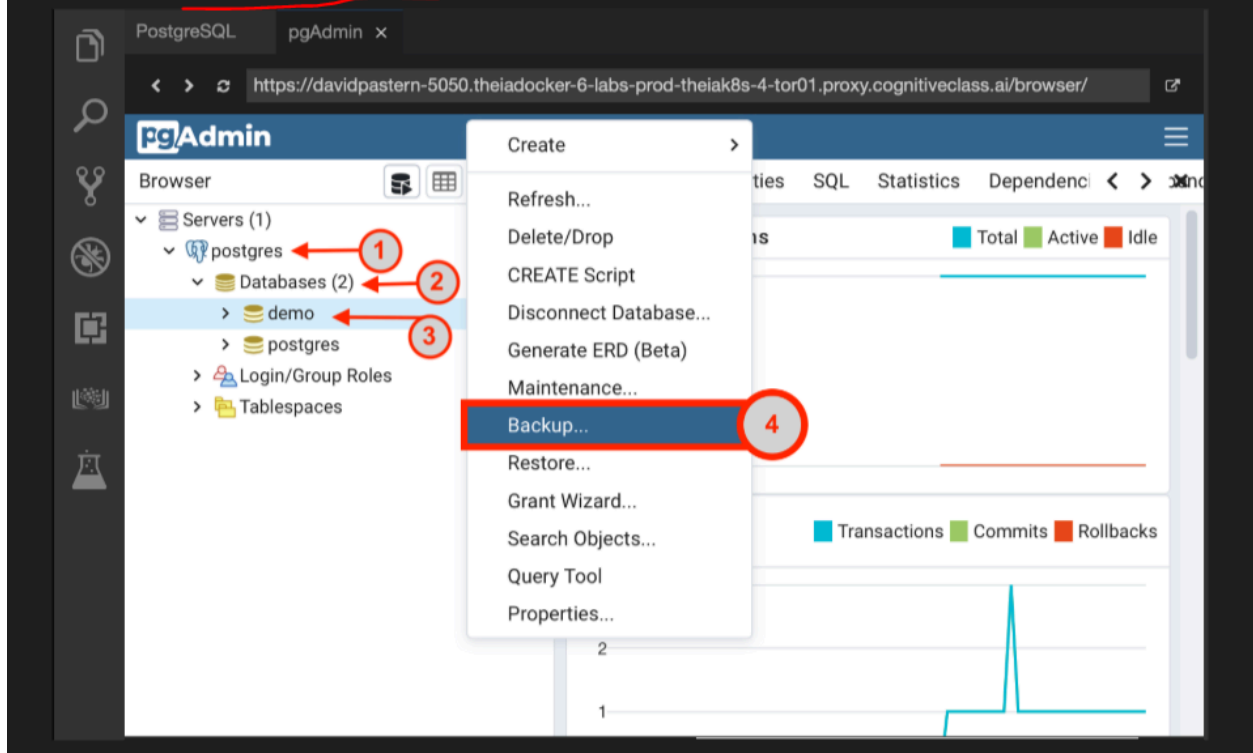 PostgreSQL pgAdmin ×
https://davidpastern-5050.theiadocker-6-labs-prod-theiak8s-4-tor01.proxy.cognitiveclass.ai/browser/
pgAdmin
Browser
Servers (1)
postgres 1
Databases (2) 2
demo 3
postgres
Login/Group Roles
Tablespaces
Create
Refresh...
Delete/Drop
CREATE Script
Disconnect Database...
Generate ERD (Beta)
Maintenance...
Backup... 4
Restore...
Grant Wizard...
Search Objects...
Query Tool
Properties...
ties SQL Statistics Dependenci
ns Total Active Idle
Transactions Commits Rollbacks
2
1